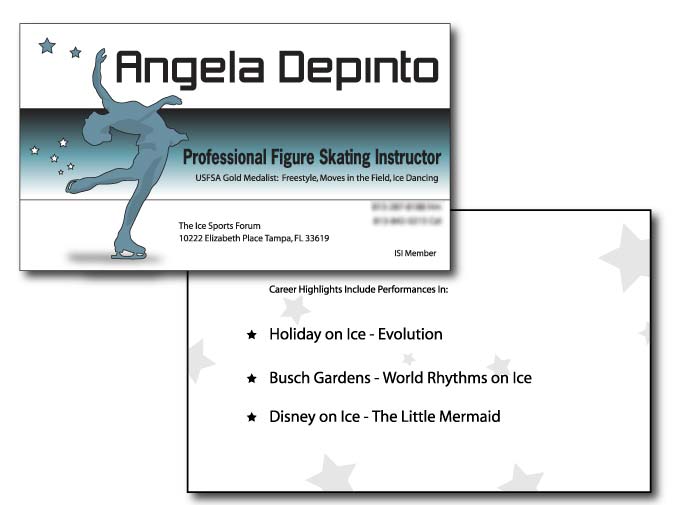 Angela Depinto
Professional Figure Skating Instructor
USFSA Gold Medalist: Freestyle, Moves in the Field, Ice Dancing
The Ice Sports Forum
10222 Elizabeth Place Tampa, FL 33619
ISI Member
Career Highlights Include Performances In:
Holiday on Ice - Evolution
Busch Gardens - World Rhythms on Ice
Disney on Ice - The Little Mermaid